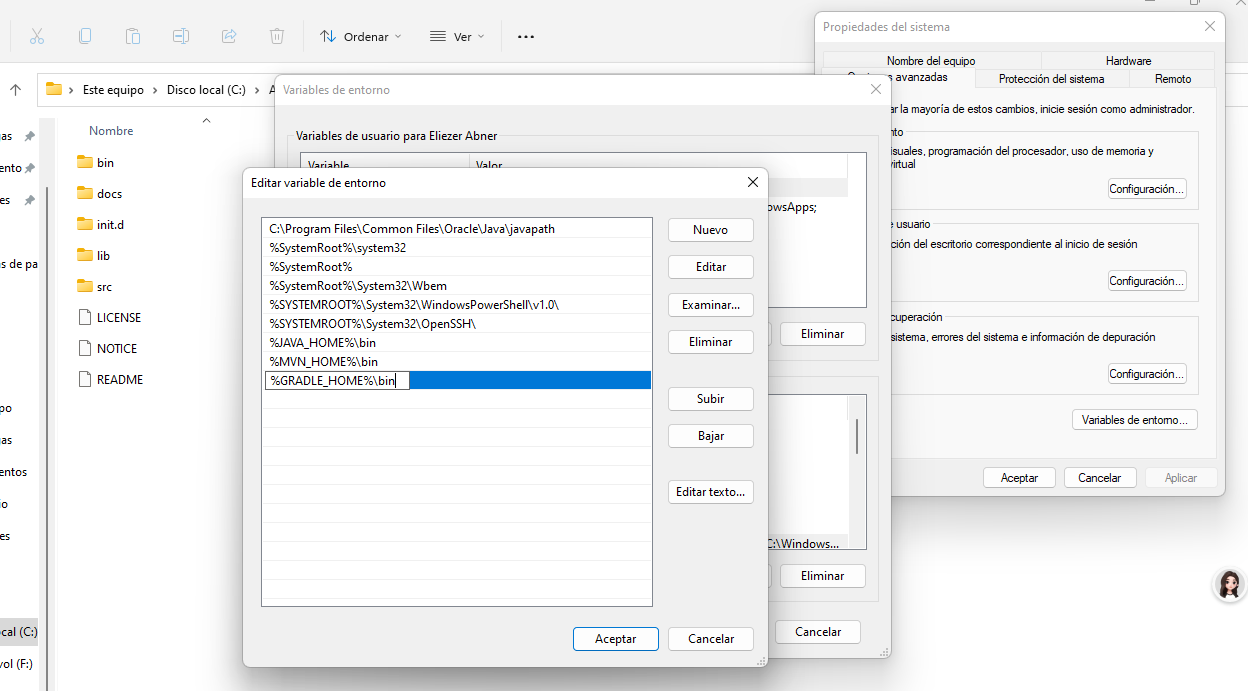 Ordenar
Ver
Este equipo
Disco local (C:)
Nombre
bin
docs
init.d
lib
src
LICENSE
NOTICE
README
as
ento
es
s de pa
po
as
entos
io
es
cal (C:)
vol (F:)
Variables de entorno
Variables de usuario para Eliezer Abner
Variable Valor
owsApps;
Eliminar
C:\Windows...
Eliminar
Cancelar
Editar variable de entorno
C:\Program Files\Common Files\Oracle\Java\javapath
%SystemRoot%\system32
%SystemRoot%
%SystemRoot%\System32\Wbem
%SYSTEMROOT%\System32\WindowsPowerShell\v1.0\
%SYSTEMROOT%\System32\OpenSSH\
%JAVA_HOME%\bin
%MVN_HOME%\bin
%GRADLE_HOME%\bin
Nuevo
Editar
Examinar...
Eliminar
Subir
Bajar
Editar texto...
Aceptar
Cancelar
Propiedades del sistema
Nombre del equipo
Hardware
avanzadas
Protección del sistema
Remoto
ar la mayoría de estos cambios, inicie sesión como administrador.
nto
isuales, programación del procesador, uso de memoria y
virtual
Configuración...
e usuario
ción del escritorio correspondiente al inicio de sesión
Configuración...
cuperación
sistema, errores del sistema e información de depuración
Configuración...
Variables de entorno...
Aceptar
Cancelar
Aplicar